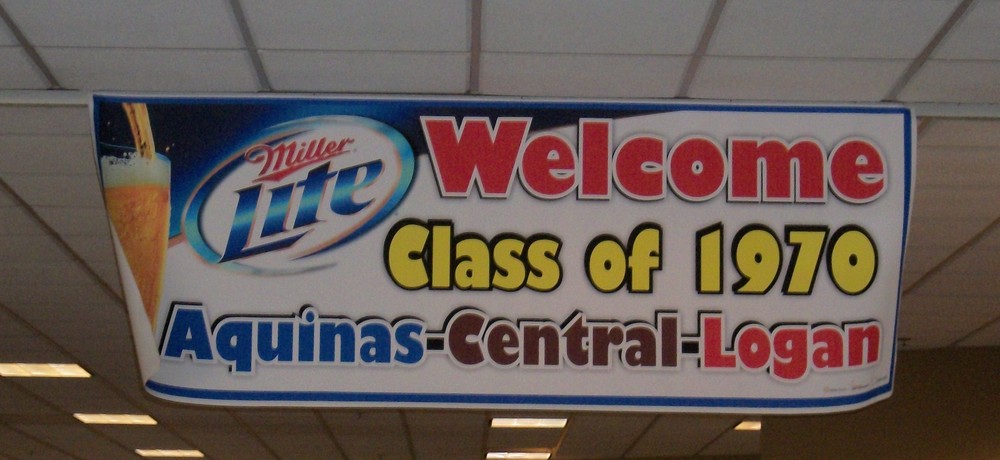 Miller
Lite
Welcome
Class of 1970
Aquinas-Central-Logan